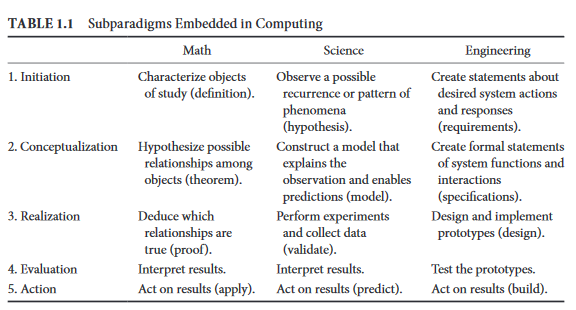 TABLE 1.1 Subparadigms Embedded in Computing
Math Science Engineering
1. Initiation Characterize objects Observe a possible Create statements about
of study (definition). recurrence or pattern of desired system actions
phenomena and responses
(hypothesis). (requirements).
2. Conceptualization Hypothesize possible Construct a model that Create formal statements
relationships among explains the of system functions and
objects (theorem). observation and enables interactions
predictions (model). (specifications).
3. Realization Deduce which Perform experiments Design and implement
relationships are and collect data prototypes (design).
true (proof). (validate).
4. Evaluation Interpret results. Interpret results. Test the prototypes.
5. Action Act on results (apply). Act on results (predict). Act on results (build).